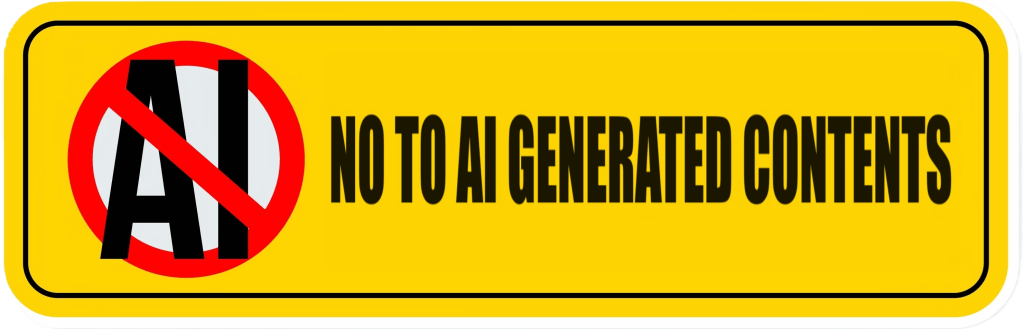 AI
NO TO AI GENERATED CONTENTS